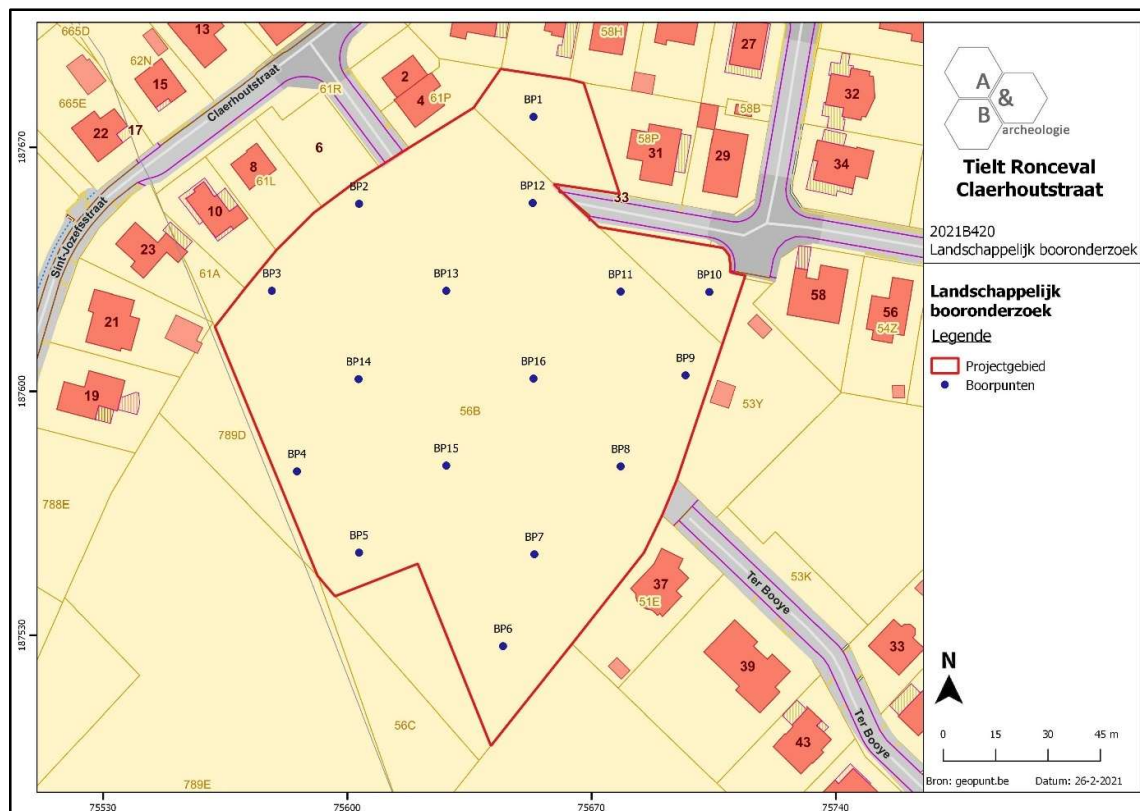 665D
13
62N
15
665E
22
17
Claerhoutstraat
61R
2
4
61P
58H
27
58B
32
BP1
58P
31
29
34
8
61L
6
10
BP2
BP12
33
Sint-Jozefsstraat
23
61A
BP3
BP13
BP11
BP10
58
56
54Z
21
BP14
BP16
BP9
19
56B
53Y
789D
BP4
BP15
BP8
788E
BP5
BP7
37
51E
Ter Booye
53K
BP6
33
39
56C
43
Ter Booye
789E
187670
187600
187530
75530
75600
75670
75740
A
&
B
archeologie
Tielt Ronceval
Claerhoutstraat
2021B420
Landschappelijk booronderzoek
Landschappelijk
booronderzoek
Legende
Projectgebied
Boorpunten
N
0 15 30 45 m
Bron: geopunt.be Datum: 26-2-2021